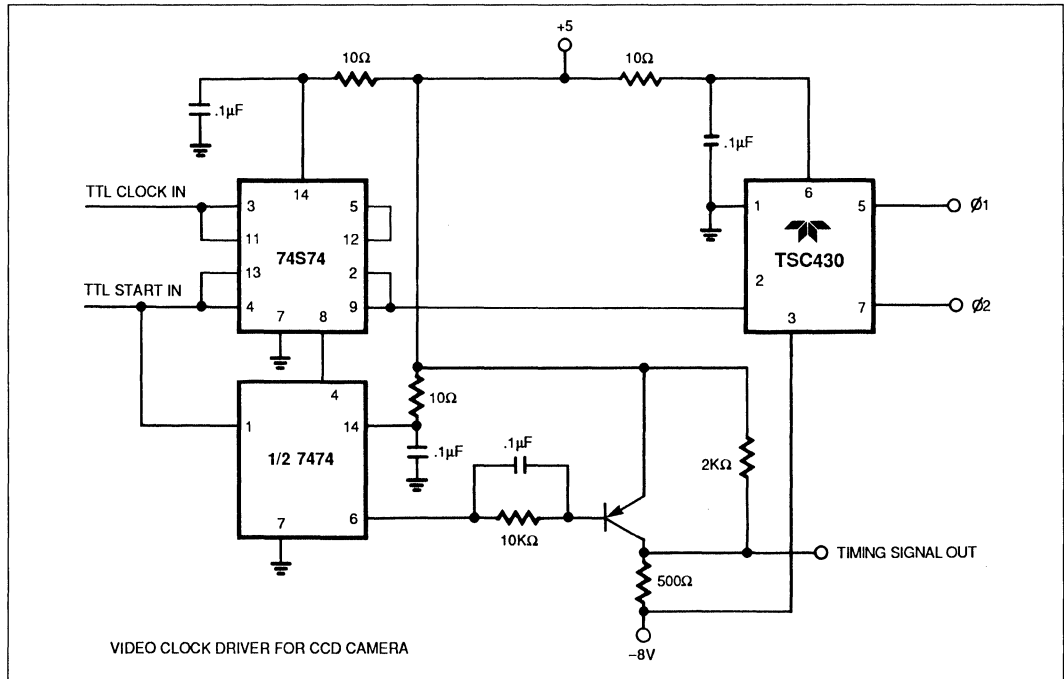 +5
10Ω
10Ω
.1µF
.1µF
TTL CLOCK IN
14
6
3
5
1
5
Ø1
11
12
74S74
TSC430
13
2
2
TTL START IN
4
9
7
Ø2
7
8
3
4
10Ω
1
14
1/2 7474
.1µF
.1µF
2KΩ
6
7
10KΩ
TIMING SIGNAL OUT
500Ω
–8V
VIDEO CLOCK DRIVER FOR CCD CAMERA